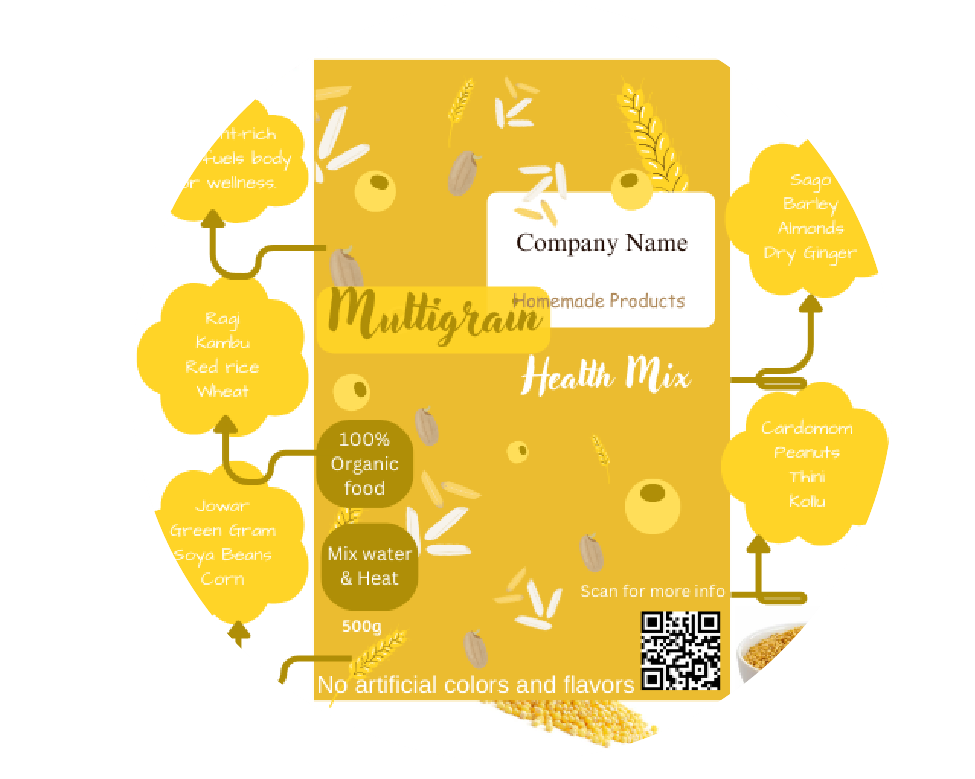 fuels body
wellness.
Ragi
Kambu
Red rice
Wheat
Jowar
Green Gram
Soya Beans
Corn
Company Name
Homemade Products
Multigrain
Health Mix
100%
Organic
food
Mix water
& Heat
500g
Scan for more info
No artificial colors and flavors
Sago
Barley
Almonds
Dry Ginger
Cardamom
Peanuts
Thini
Kollu